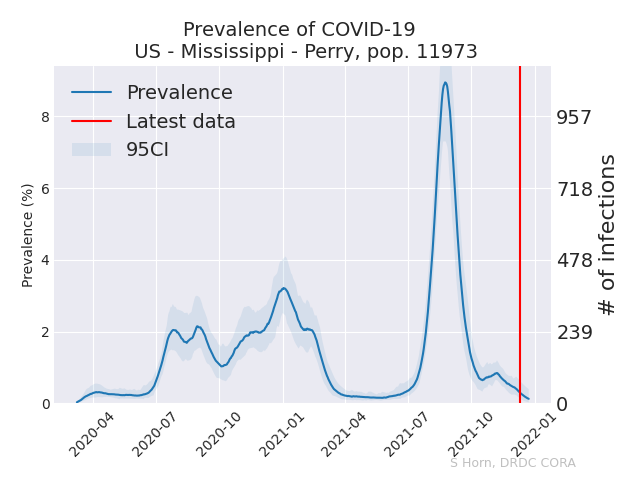 Prevalence of COVID-19
US - Mississippi - Perry, pop. 11973
Prevalence
Latest data
95CI
Prevalence (%)
8
6
4
2
0
957
718
478
239
0
# of infections
2020-04
2020-07
2020-10
2021-01
2021-04
2021-07
2021-10
2022-01
S Horn, DRDC CORA